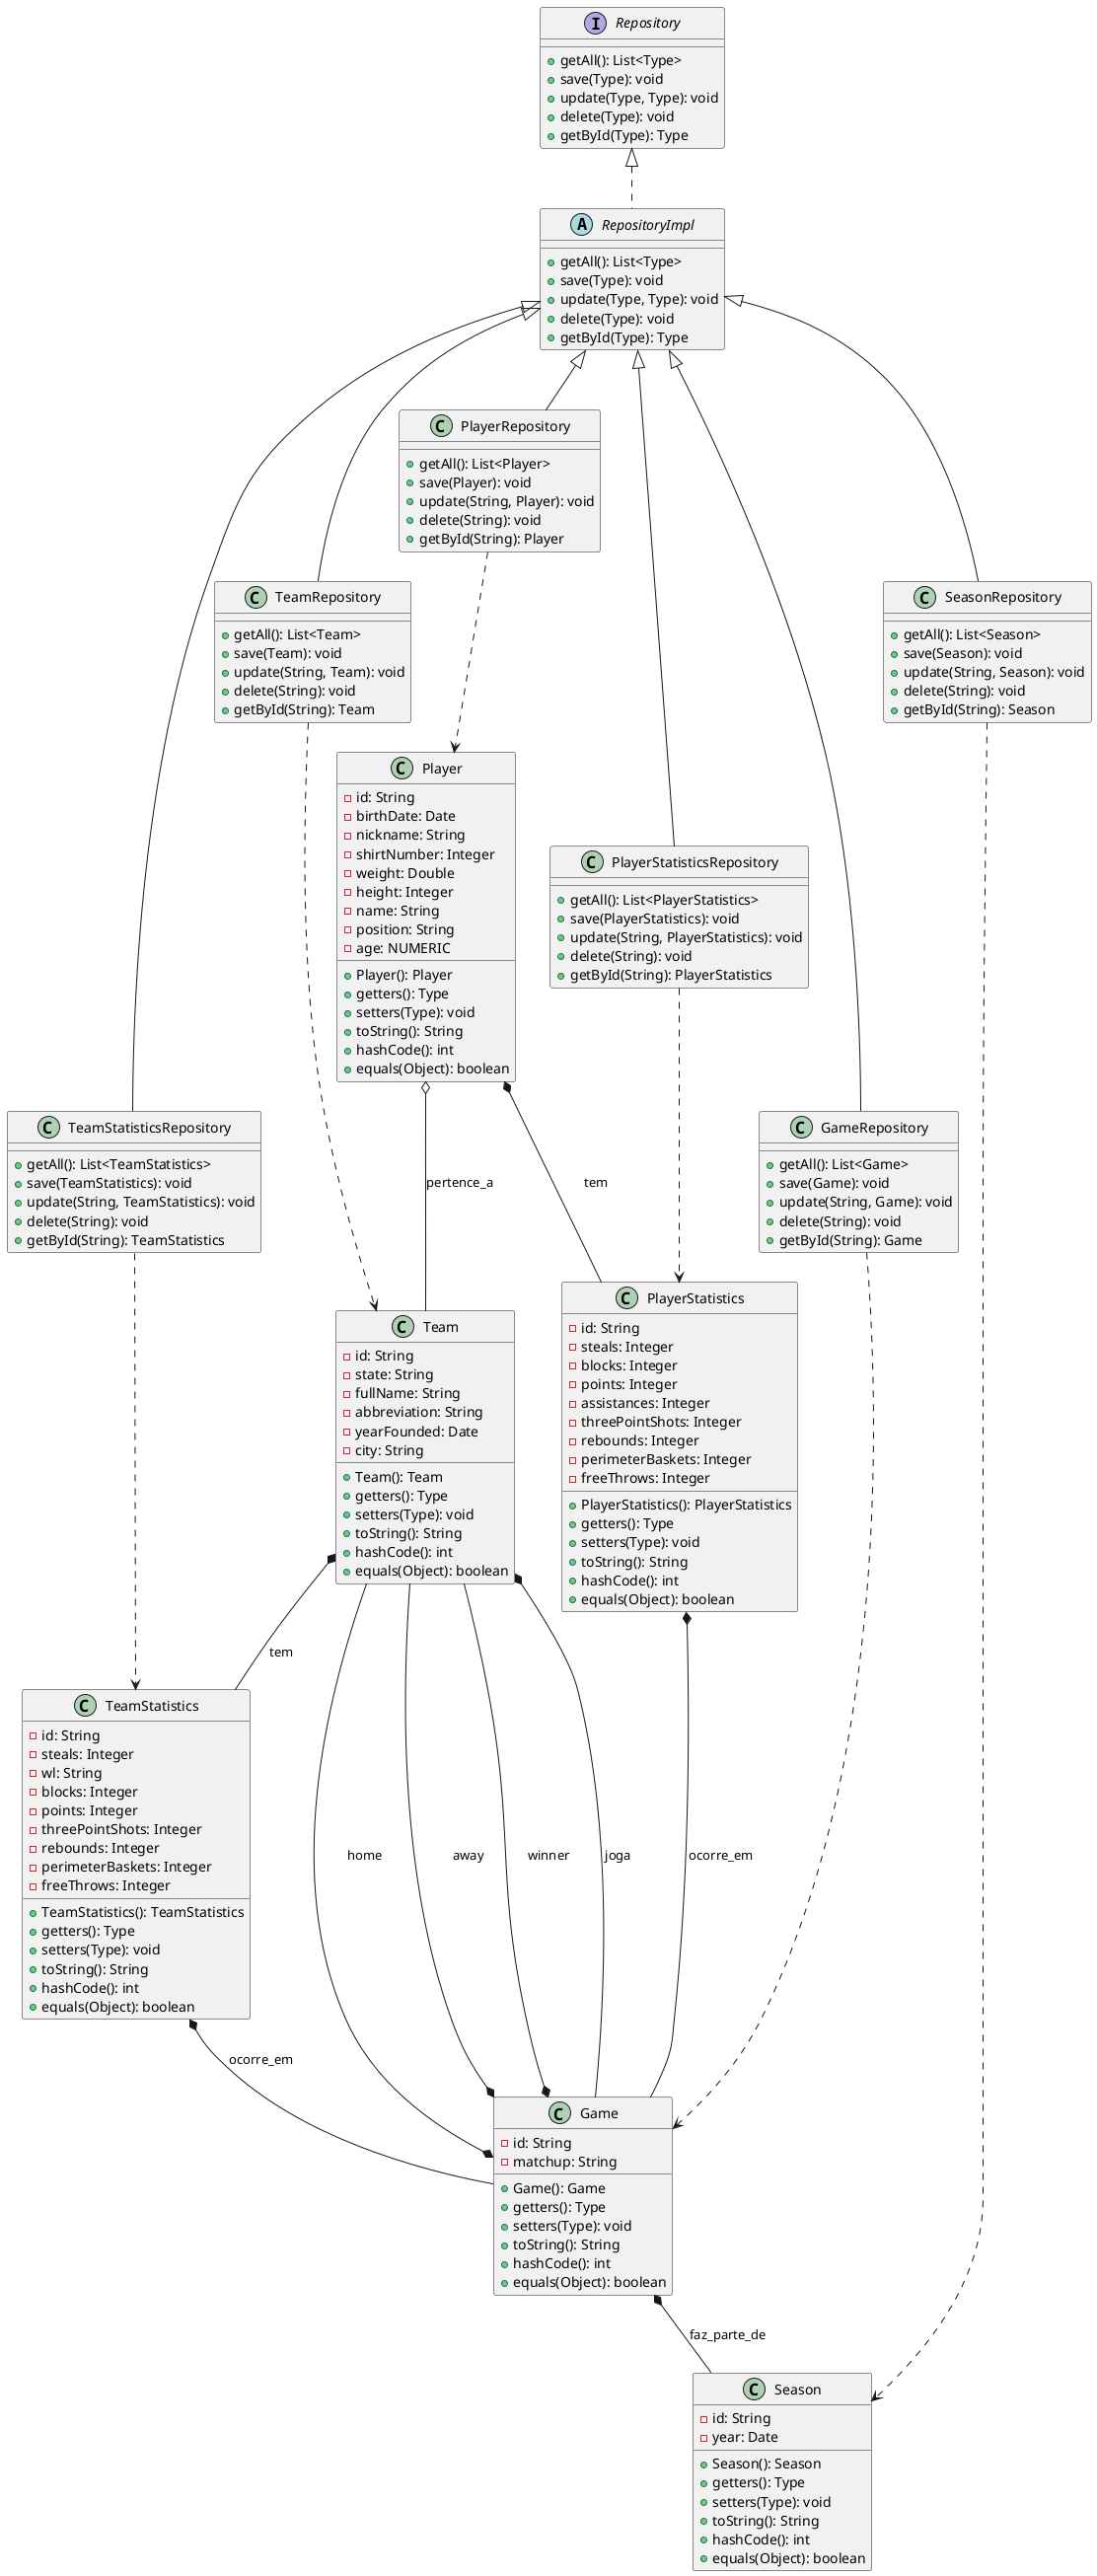 I Repository
getAll(): List<Type>
save(Type): void
update(Type, Type): void
delete(Type): void
getById(Type): Type
A RepositoryImpl
getAll(): List<Type>
save(Type): void
update(Type, Type): void
delete(Type): void
getById(Type): Type
C PlayerRepository
getAll(): List<Player>
save(Player): void
update(String, Player): void
delete(String): void
getById(String): Player
C TeamRepository
getAll(): List<Team>
save(Team): void
update(String, Team): void
delete(String): void
getById(String): Team
C SeasonRepository
getAll(): List<Season>
save(Season): void
update(String, Season): void
delete(String): void
getById(String): Season
C Player
id: String
birthDate: Date
nickname: String
shirtNumber: Integer
weight: Double
height: Integer
name: String
position: String
age: NUMERIC
Player(): Player
getters(): Type
setters(Type): void
toString(): String
hashCode(): int
equals(Object): boolean
C PlayerStatisticsRepository
getAll(): List<PlayerStatistics>
save(PlayerStatistics): void
update(String, PlayerStatistics): void
delete(String): void
getById(String): PlayerStatistics
C TeamStatisticsRepository
getAll(): List<TeamStatistics>
save(TeamStatistics): void
update(String, TeamStatistics): void
delete(String): void
getById(String): TeamStatistics
pertence_a
tem
C GameRepository
getAll(): List<Game>
save(Game): void
update(String, Game): void
delete(String): void
getById(String): Game
C Team
id: String
state: String
fullName: String
abbreviation: String
yearFounded: Date
city: String
Team(): Team
getters(): Type
setters(Type): void
toString(): String
hashCode(): int
equals(Object): boolean
C PlayerStatistics
id: String
steals: Integer
blocks: Integer
points: Integer
assistances: Integer
threePointShots: Integer
rebounds: Integer
perimeterBaskets: Integer
freeThrows: Integer
PlayerStatistics(): PlayerStatistics
getters(): Type
setters(Type): void
toString(): String
hashCode(): int
equals(Object): boolean
tem
C TeamStatistics
id: String
steals: Integer
wl: String
blocks: Integer
points: Integer
threePointShots: Integer
rebounds: Integer
perimeterBaskets: Integer
freeThrows: Integer
TeamStatistics(): TeamStatistics
getters(): Type
setters(Type): void
toString(): String
hashCode(): int
equals(Object): boolean
home
away
winner
joga
ocorre_em
ocorre_em
C Game
id: String
matchup: String
Game(): Game
getters(): Type
setters(Type): void
toString(): String
hashCode(): int
equals(Object): boolean
faz_parte_de
C Season
id: String
year: Date
Season(): Season
getters(): Type
setters(Type): void
toString(): String
hashCode(): int
equals(Object): boolean